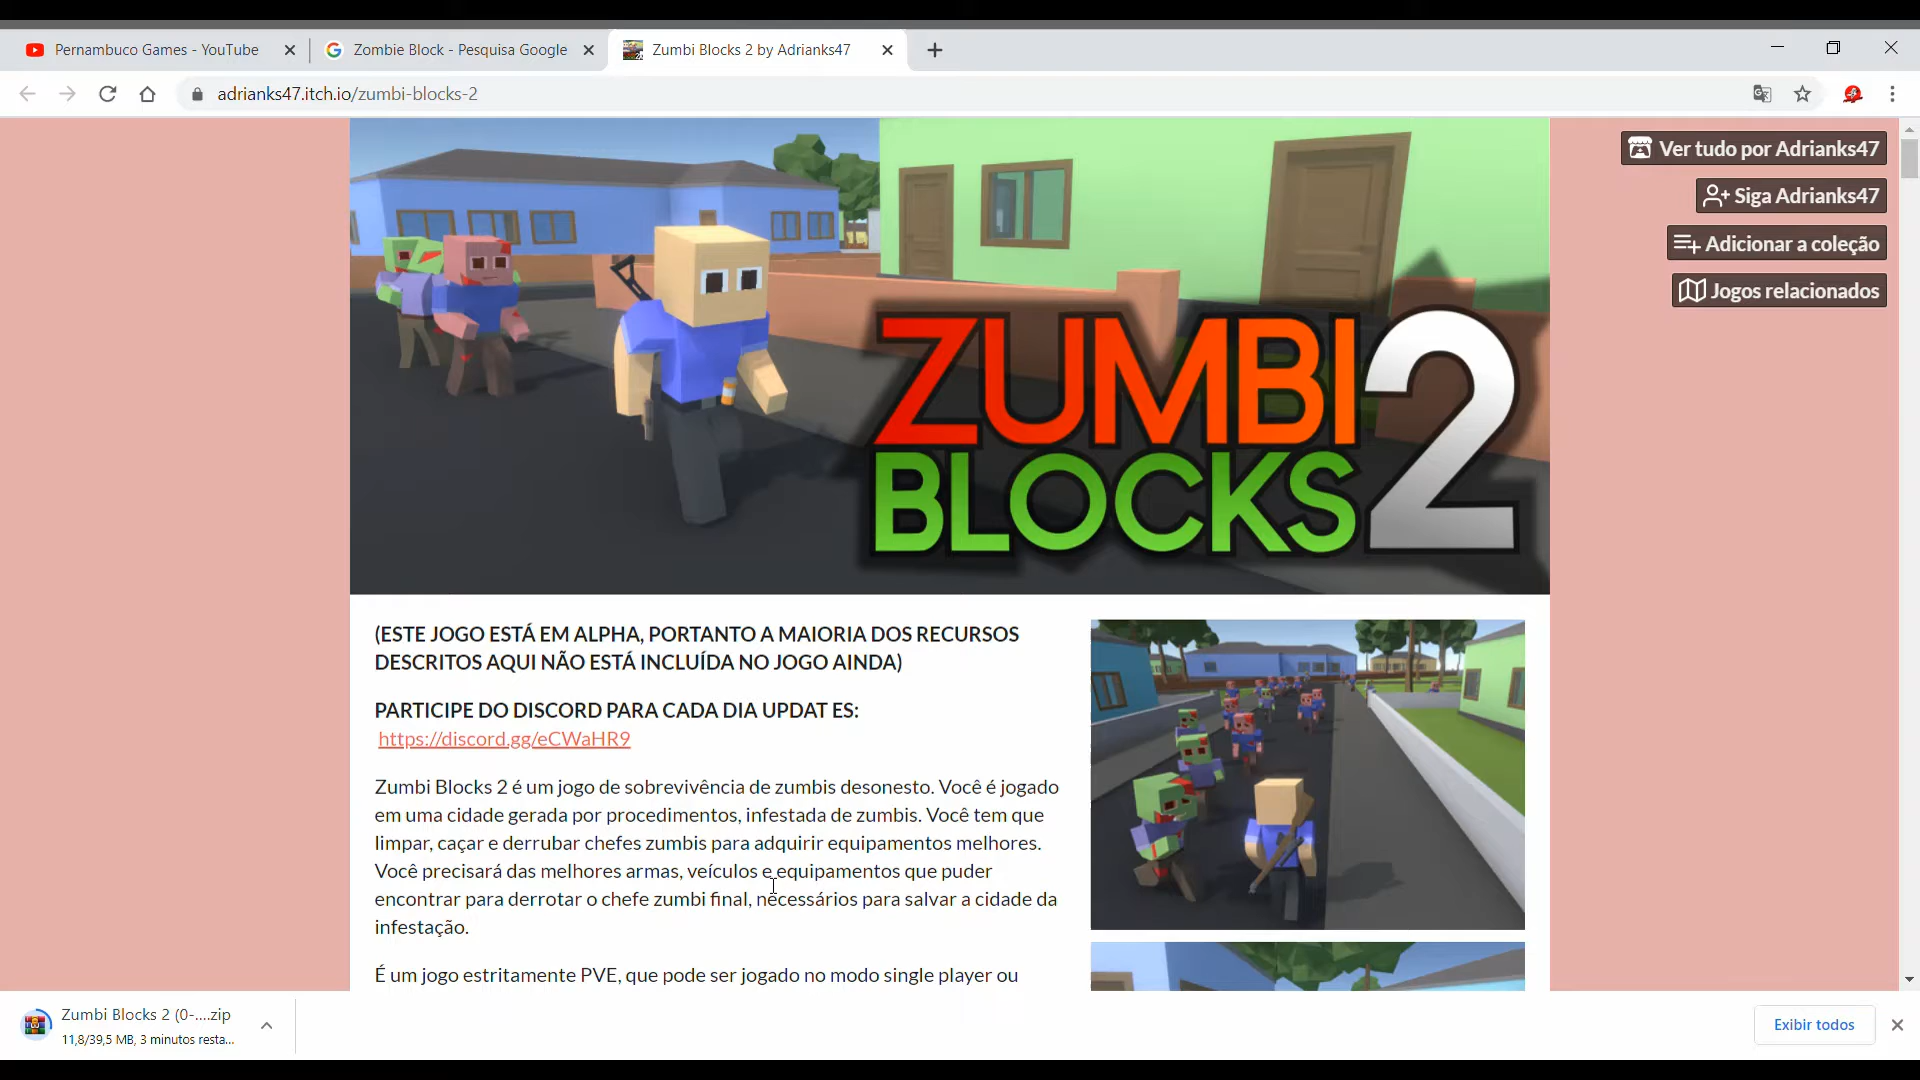 Pernambuco Games - YouTube
Zombie Block - Pesquisa Google
Zumbi Blocks 2 by Adrianks47
adrianks47.itch.io/zumbi-blocks-2
Ver tudo por Adrianks47
Siga Adrianks47
Adicionar a coleção
Jogos relacionados
ZUMBI
BLOCKS 2
(ESTE JOGO ESTÁ EM ALPHA, PORTANTO A MAIORIA DOS RECURSOS
DESCRITOS AQUI NÃO ESTÁ INCLUÍDA NO JOGO AINDA)
PARTICIPE DO DISCORD PARA CADA DIA UPDAT ES:
https://discord.gg/eCWaHR9
Zumbi Blocks 2 é um jogo de sobrevivência de zumbis desonesto. Você é jogado
em uma cidade gerada por procedimentos, infestada de zumbis. Você tem que
limpar, caçar e derrubar chefes zumbis para adquirir equipamentos melhores.
Você precisará das melhores armas, veículos e equipamentos que puder
encontrar para derrotar o chefe zumbi final, necessários para salvar a cidade da
infestação.
É um jogo estritamente PVE, que pode ser jogado no modo single player ou
Zumbi Blocks 2 (0-....zip
11,8/39,5 MB, 3 minutos resta...
Exibir todos